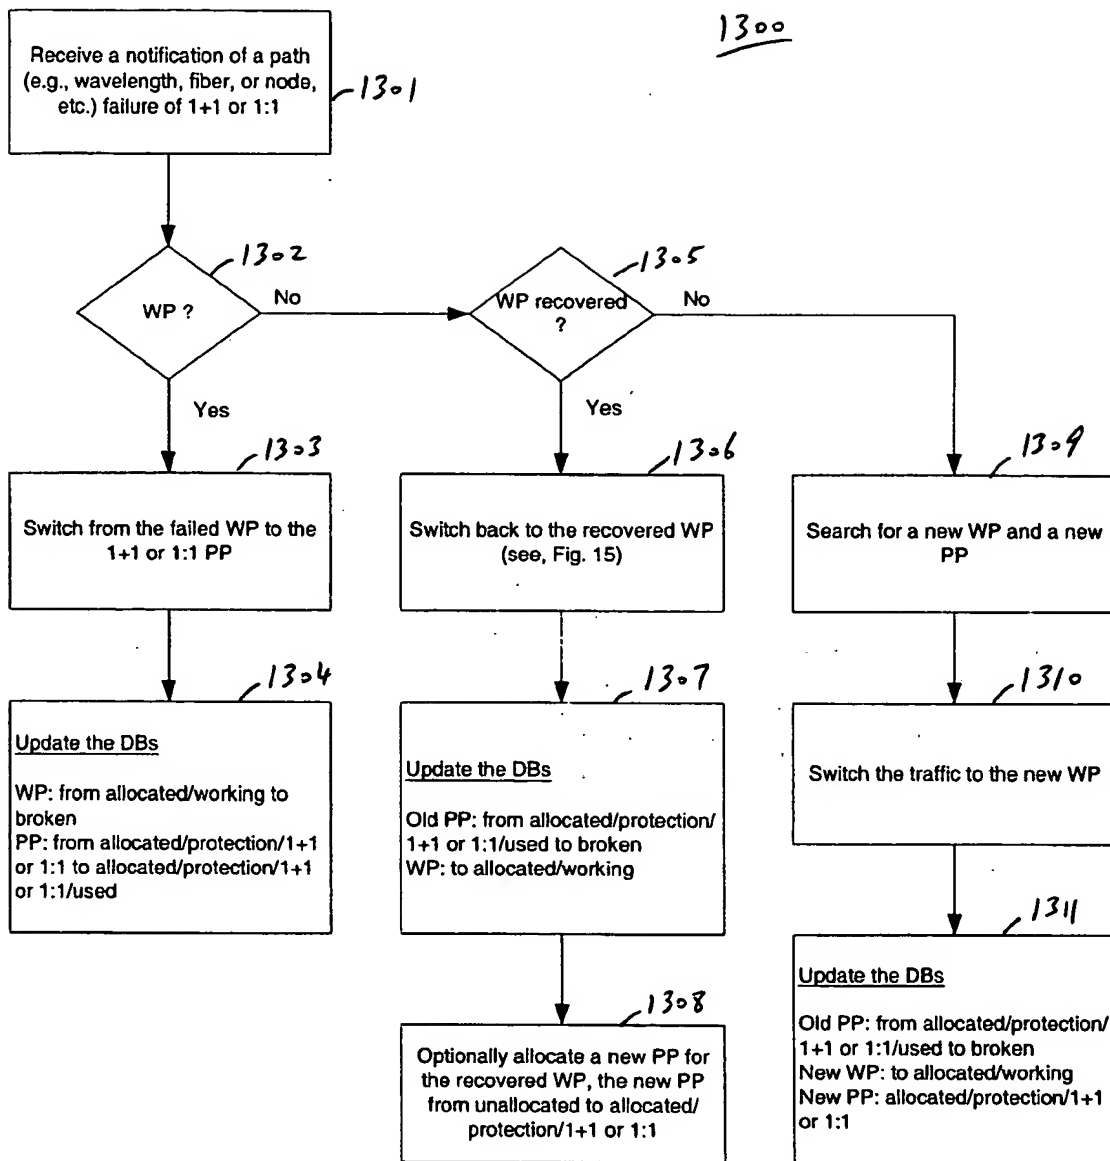 1300
Receive a notification of a path
(e.g., wavelength, fiber, or node,
etc.) failure of 1+1 or 1:1
1301
1302
WP ?
No
Yes
1305
WP recovered
?
No
Yes
1303
Switch from the failed WP to the
1+1 or 1:1 PP
1306
Switch back to the recovered WP
(see, Fig. 15)
1309
Search for a new WP and a new
PP
1304
Update the DBs
WP: from allocated/working to
broken
PP: from allocated/protection/1+1
or 1:1 to allocated/protection/1+1
or 1:1/used
1307
Update the DBs
Old PP: from allocated/protection/
1+1 or 1:1/used to broken
WP: to allocated/working
1310
Switch the traffic to the new WP
1308
Optionally allocate a new PP for
the recovered WP, the new PP
from unallocated to allocated/
protection/1+1 or 1:1
1311
Update the DBs
Old PP: from allocated/protection/
1+1 or 1:1/used to broken
New WP: to allocated/working
New PP: allocated/protection/1+1
or 1:1